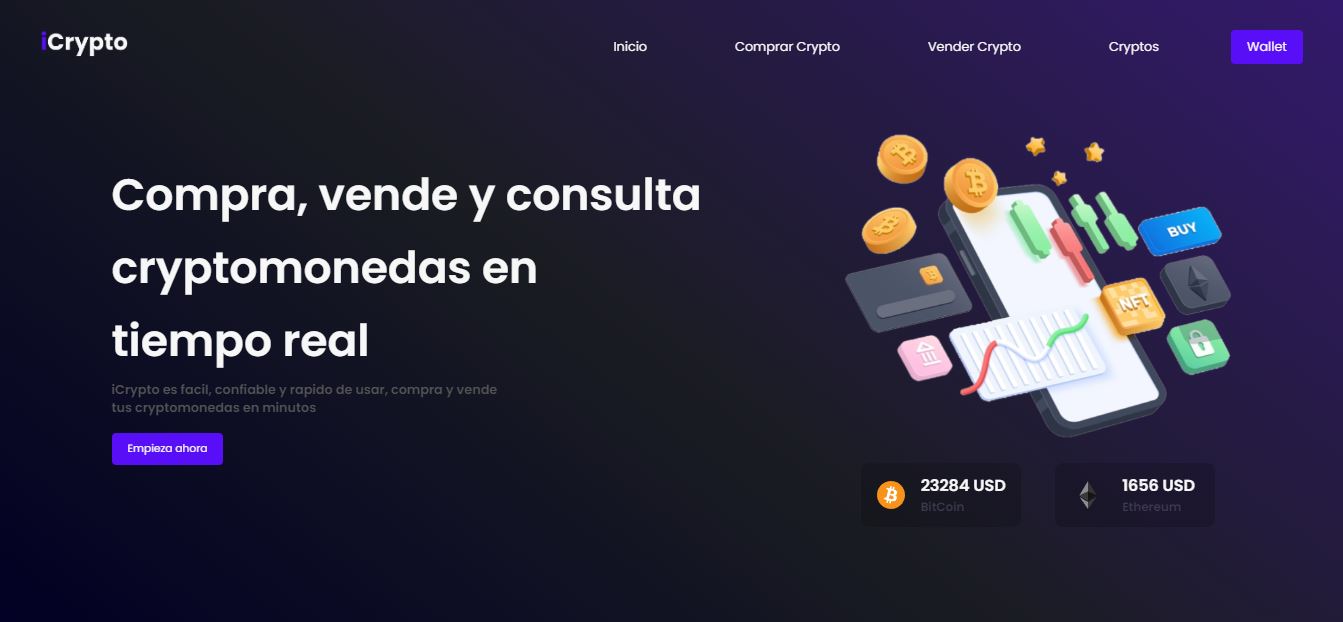 iCrypto
Inicio
Comprar Crypto
Vender Crypto
Cryptos
Wallet
Compra, vende y consulta
cryptomonedas en
tiempo real
iCrypto es facíl, confiable y rapido de usar, compra y vende
tus cryptomonedas en minutos
Empieza ahora
BUY
NFT
23284 USD
BitCoin
1656 USD
Ethereum